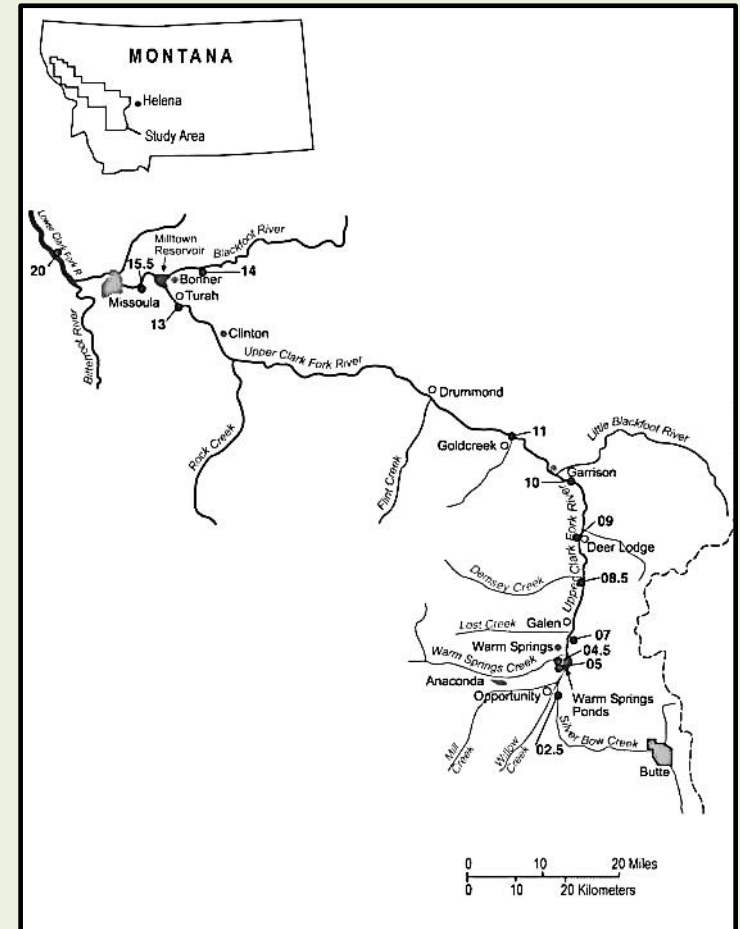 MONTANA
Helena
Study Area
Lower Clark Fork R.
20
Bitterroot River
Missoula
15.5
Milltown
Reservoir
Blackfoot River
14
Bonner
Turah
13
Clinton
Upper Clark Fork River
Rock Creek
Drummond
Flint Creek
Goldcreek
11
Little Blackfoot River
Garrison
10
Upper Clark Fork River
09
Deer Lodge
Demsey Creek
08.5
Galen
Lost Creek
07
Warm Springs
04.5
Warm Springs Creek
05
Anaconda
Opportunity
Warm Springs
Ponds
Mill
Creek
Willow
Creek
02.5
Silver Bow Creek
Butte
0 10 20 Miles
0 10 20 Kilometers